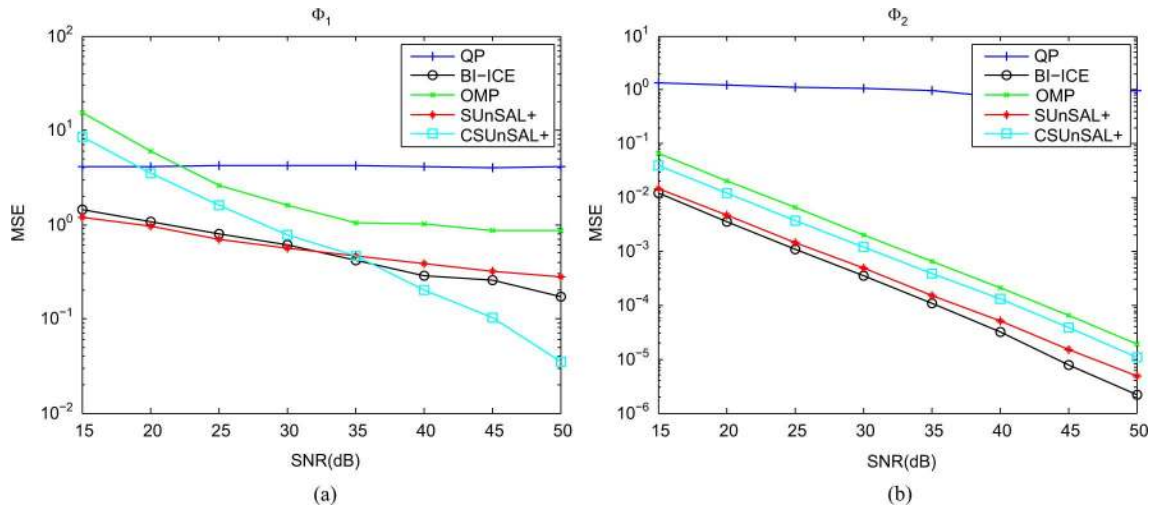 Φ1
10^2
10^1
10^0
10^-1
10^-2
MSE
QP
BI-ICE
OMP
SUnSAL+
CSUnSAL+
15 20 25 30 35 40 45 50
SNR(dB)
(a)
Φ2
10^1
10^0
10^-1
10^-2
10^-3
10^-4
10^-5
10^-6
MSE
QP
BI-ICE
OMP
SUnSAL+
CSUnSAL+
15 20 25 30 35 40 45 50
SNR(dB)
(b)